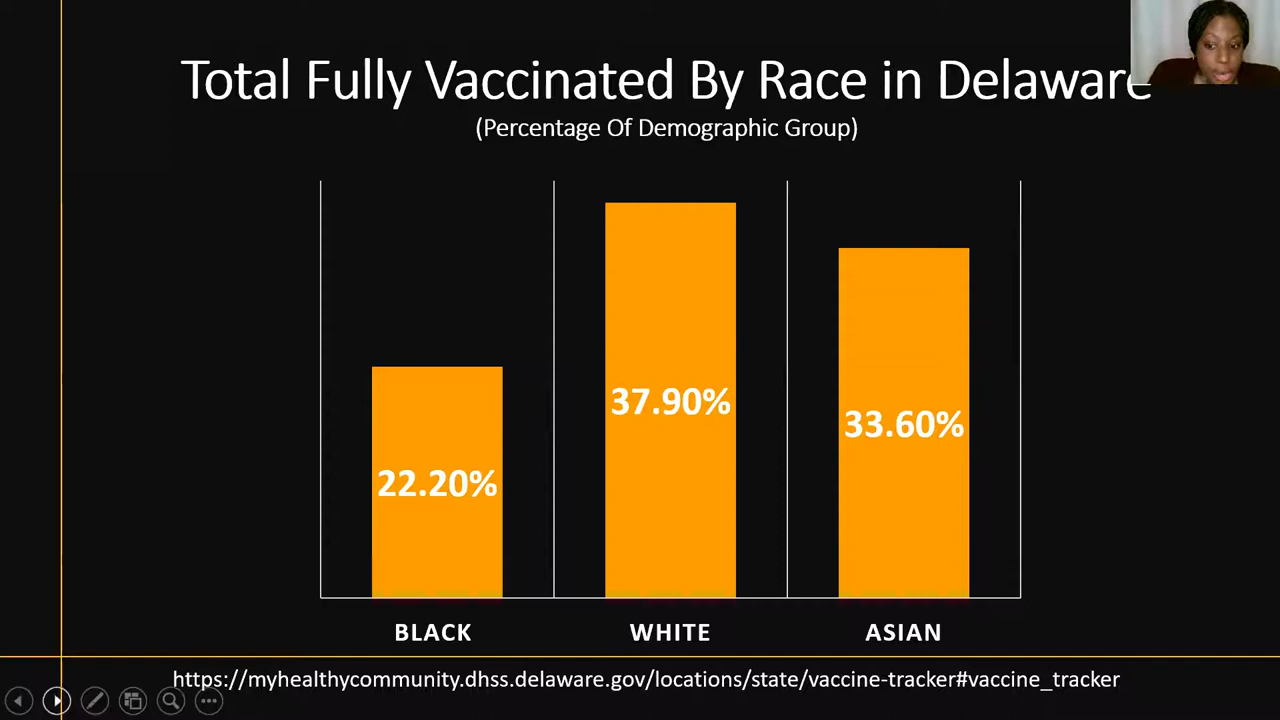 Total Fully Vaccinated By Race in Delaware
(Percentage Of Demographic Group)
22.20%
37.90%
33.60%
BLACK
WHITE
ASIAN
https://myhealthycommunity.dhss.delaware.gov/locations/state/vaccine-tracker#vaccine_tracker